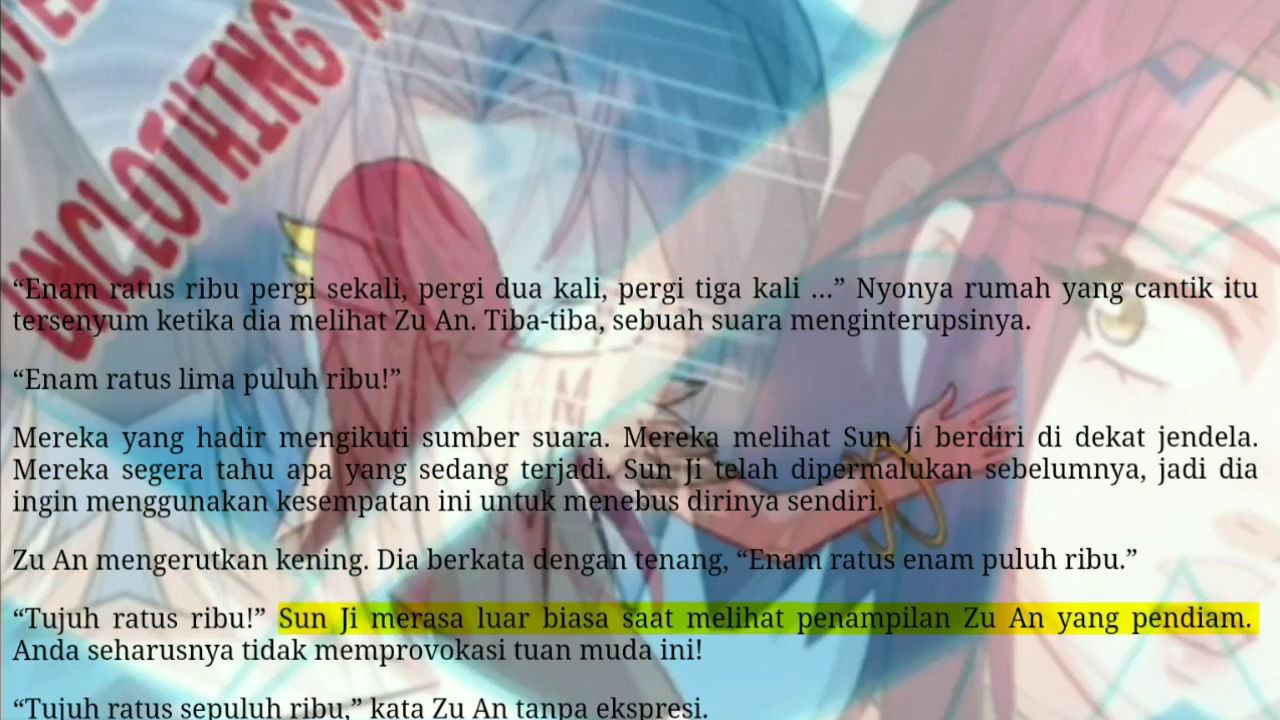 UNCLOTHING M
“Enam ratus ribu pergi sekali, pergi dua kali, pergi tiga kali …” Nyonya rumah yang cantik itu
tersenyum ketika dia melihat Zu An. Tiba-tiba, sebuah suara menginterupsinya.
“Enam ratus lima puluh ribu!”
Mereka yang hadir mengikuti sumber suara. Mereka melihat Sun Ji berdiri di dekat jendela.
Mereka segera tahu apa yang sedang terjadi. Sun Ji telah dipermalukan sebelumnya, jadi dia
ingin menggunakan kesempatan ini untuk menebus dirinya sendiri.
Zu An mengerutkan kening. Dia berkata dengan tenang, “Enam ratus enam puluh ribu.”
“Tujuh ratus ribu!” Sun Ji merasa luar biasa saat melihat penampilan Zu An yang pendiam.
Anda seharusnya tidak memprovokasi tuan muda ini!
“Tujuh ratus sepuluh ribu,” kata Zu An tanpa ekspresi.